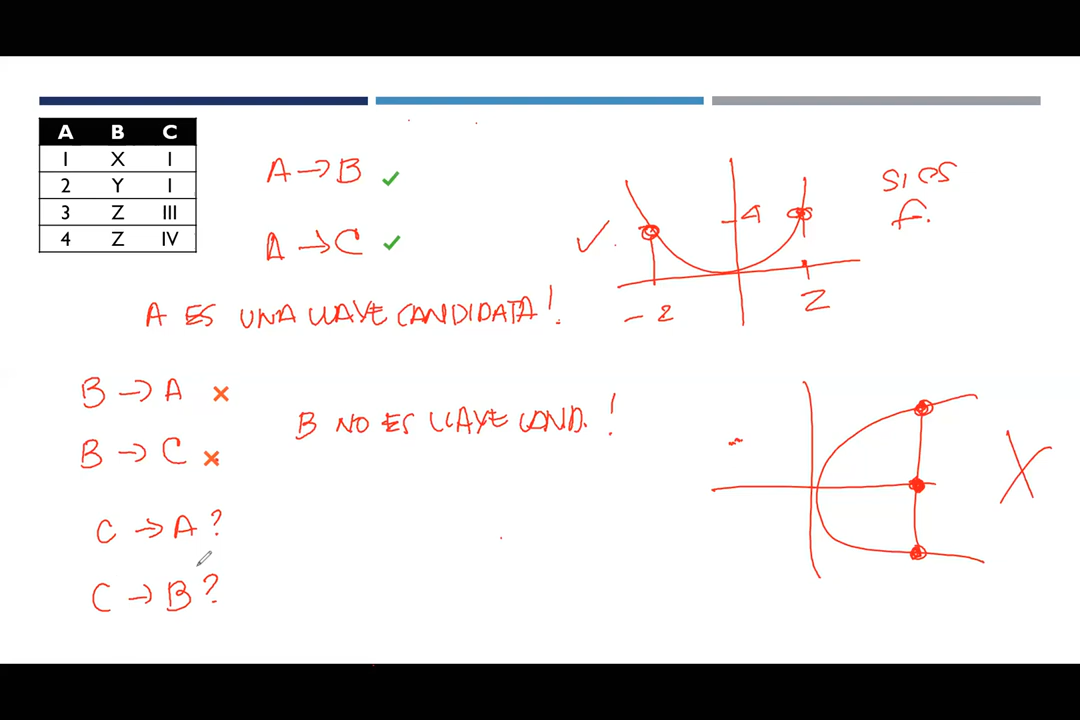 A B C
1 X I
2 Y I
3 Z III
4 Z IV
A → B ✓
A → C ✓
A ES UNA LLAVE CANDIDATA!
B → A ×
B → C ×
B NO ES LLAVE CAND.!
C → A ?
C → B ?
✓
4
-2
2
SI ES
F.
X